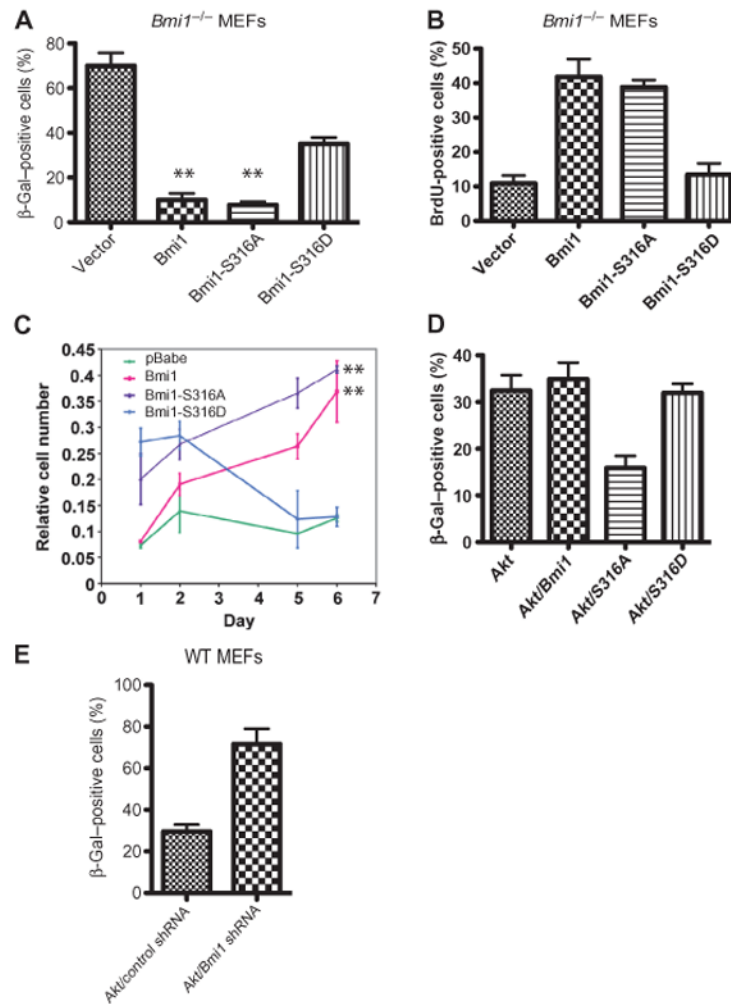 A
Bmi1–/– MEFs
β-Gal–positive cells (%)
80
60
40
20
0
**
**
Vector
Bmi1
Bmi1-S316A
Bmi1-S316D
B
Bmi1–/– MEFs
BrdU-positive cells (%)
50
40
30
20
10
0
Vector
Bmi1
Bmi1-S316A
Bmi1-S316D
C
Relative cell number
0.45
0.4
0.35
0.3
0.25
0.2
0.15
0.1
0.05
0
pBabe
Bmi1
Bmi1-S316A
Bmi1-S316D
**
**
0 1 2 3 4 5 6 7
Day
D
β-Gal–positive cells (%)
40
30
20
10
0
Akt
Akt/Bmi1
Akt/S316A
Akt/S316D
E
WT MEFs
β-Gal–positive cells (%)
100
80
60
40
20
0
Akt/control shRNA
Akt/Bmi1 shRNA